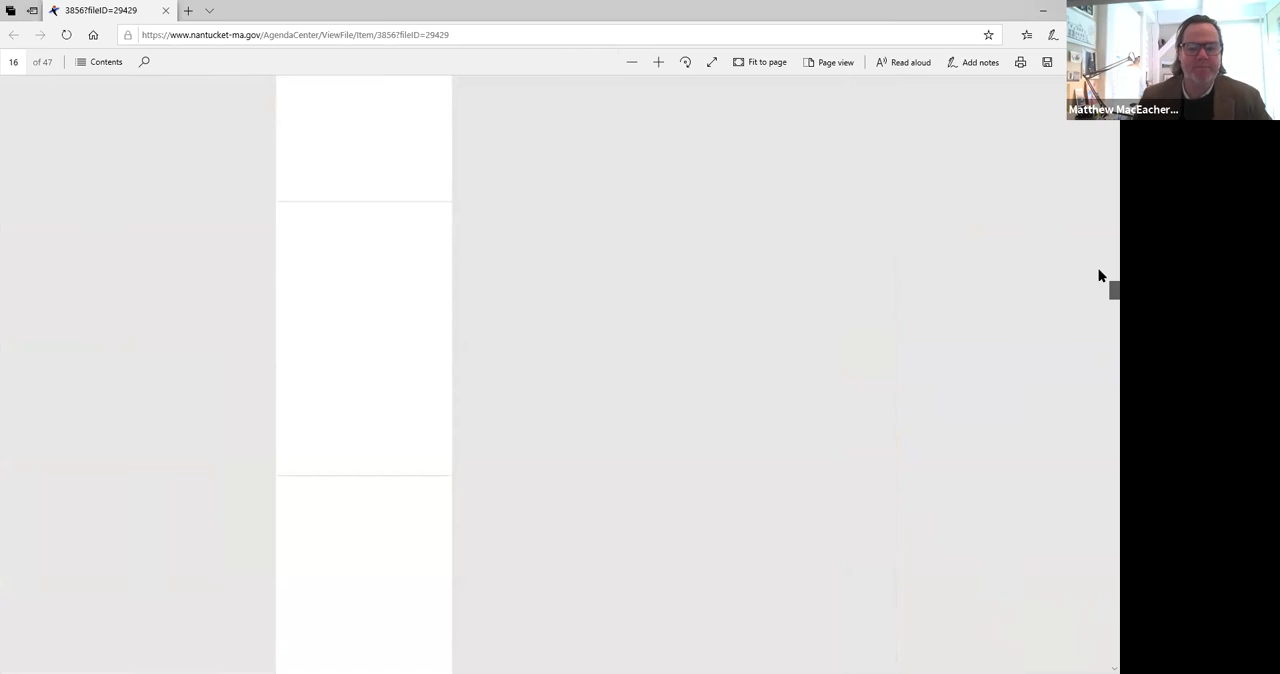 3856?fileID=29429
https://www.nantucket-ma.gov/AgendaCenter/ViewFile/Item/3856?fileID=29429
16 of 47 Contents Fit to page Page view Read aloud Add notes
Matthew MacEacher...